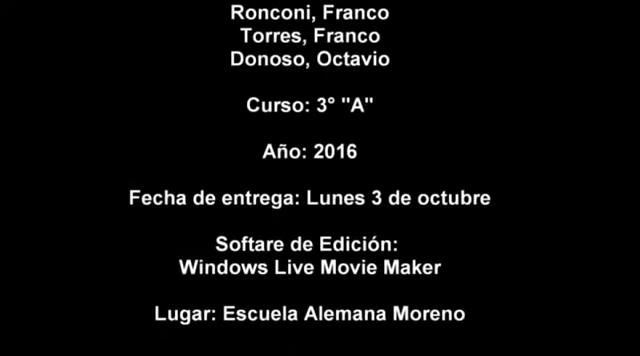 Ronconi, Franco
Torres, Franco
Donoso, Octavio
Curso: 3° "A"
Año: 2016
Fecha de entrega: Lunes 3 de octubre
Softare de Edición:
Windows Live Movie Maker
Lugar: Escuela Alemana Moreno